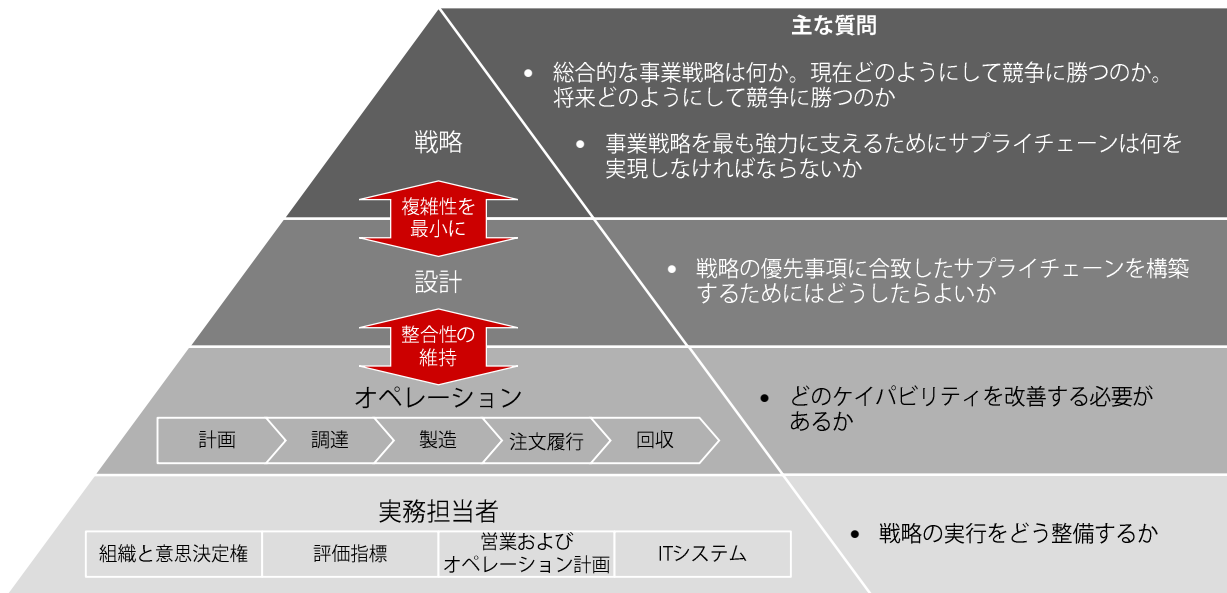 主な質問
• 総合的な事業戦略は何か。現在どのようにして競争に勝つのか。
将来どのようにして競争に勝つのか
戦略
• 事業戦略を最も強力に支えるためにサプライチェーンは何を
実現しなければならないか
複雑性を
最小に
設計
• 戦略の優先事項に合致したサプライチェーンを構築
するためにはどうしたらよいか
整合性の
維持
オペレーション
• どのケイパビリティを改善する必要が
あるか
計画
調達
製造
注文履行
回収
実務担当者
• 戦略の実行をどう整備するか
組織と意思決定権
評価指標
営業および
オペレーション計画
ITシステム